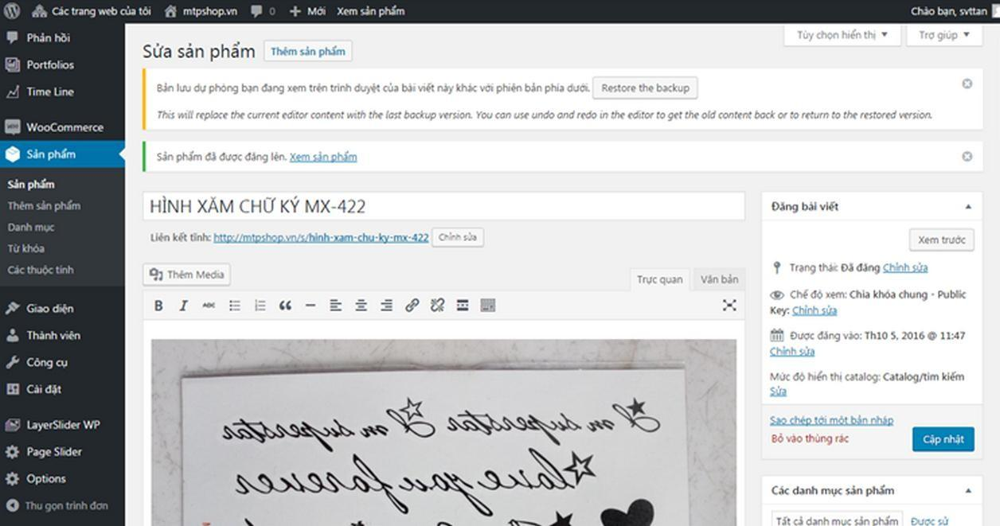 Các trang web của tôi mtpshop.vn 0 Mới Xem sản phẩm Chào bạn, svttan
Phản hồi
Portfolios
Time Line
WooCommerce
Sản phẩm
Sản phẩm
Thêm sản phẩm
Danh mục
Từ khóa
Các thuộc tính
Giao diện
Thành viên
Công cụ
Cài đặt
LayerSlider WP
Page Slider
Options
Thu gọn trình đơn
Tùy chọn hiển thị Trợ giúp
Sửa sản phẩm Thêm sản phẩm
Bản lưu dự phòng bạn đang xem trên trình duyệt của bài viết này khác với phiên bản phía dưới. Restore the backup
This will replace the current editor content with the last backup version. You can use undo and redo in the editor to get the old content back or to return to the restored version.
Sản phẩm đã được đăng lên. Xem sản phẩm
HÌNH XĂM CHỮ KÝ MX-422
Liên kết tĩnh: http://mtpshop.vn/s/hinh-xam-chu-ky-mx-422 Chỉnh sửa
Thêm Media
Trực quan Văn bản
B I ABC
I'm superstar I'm superstar
love you forever
Đăng bài viết
Xem trước
Trạng thái: Đã đăng Chỉnh sửa
Chế độ xem: Chìa khóa chung - Public
Key: Chỉnh sửa
Được đăng vào: Th10 5, 2016 @ 11:47
Chỉnh sửa
Mức độ hiển thị catalog: Catalog/tìm kiếm
Sửa
Sao chép tới một bản nháp
Bỏ vào thùng rác Cập nhật
Các danh mục sản phẩm
Tất cả danh mục sản phẩm Được sử